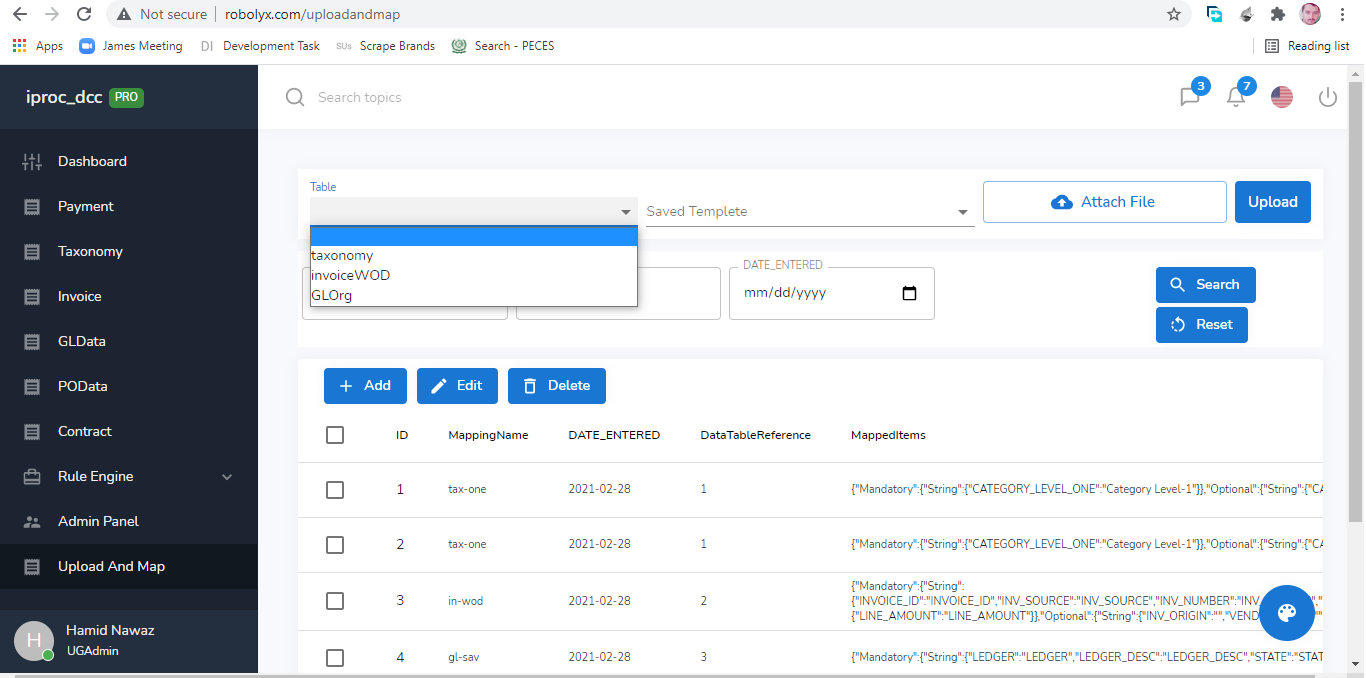 Not secure | robolyx.com/uploadandmap
Apps James Meeting DI Development Task SUs Scrape Brands Search - PECES Reading list
iproc_dcc PRO
Search topics
3
7
Dashboard
Payment
Taxonomy
Invoice
GLData
POData
Contract
Rule Engine
Admin Panel
Upload And Map
H
Hamid Nawaz
UGAdmin
Table
Saved Templete
Attach File
Upload
taxonomy
invoiceWOD
GLOrg
DATE_ENTERED
mm/dd/yyyy
Search
Reset
Add Edit Delete
ID MappingName DATE_ENTERED DataTableReference MappedItems
1 tax-one 2021-02-28 1 {"Mandatory":{"String":{"CATEGORY_LEVEL_ONE":"Category Level-1"}},"Optional":{"String":{"CA
2 tax-one 2021-02-28 1 {"Mandatory":{"String":{"CATEGORY_LEVEL_ONE":"Category Level-1"}},"Optional":{"String":{"CA
{"Mandatory":{"String":
3 in-wod 2021-02-28 2 {"INVOICE_ID":"INVOICE_ID","INV_SOURCE":"INV_SOURCE","INV_NUMBER":"INV
{"LINE_AMOUNT":"LINE_AMOUNT"}},"Optional":{"String":{"INV_ORIGIN":"","VEND
4 gl-sav 2021-02-28 3 {"Mandatory":{"String":{"LEDGER":"LEDGER","LEDGER_DESC":"LEDGER_DESC","STATE":"STAT